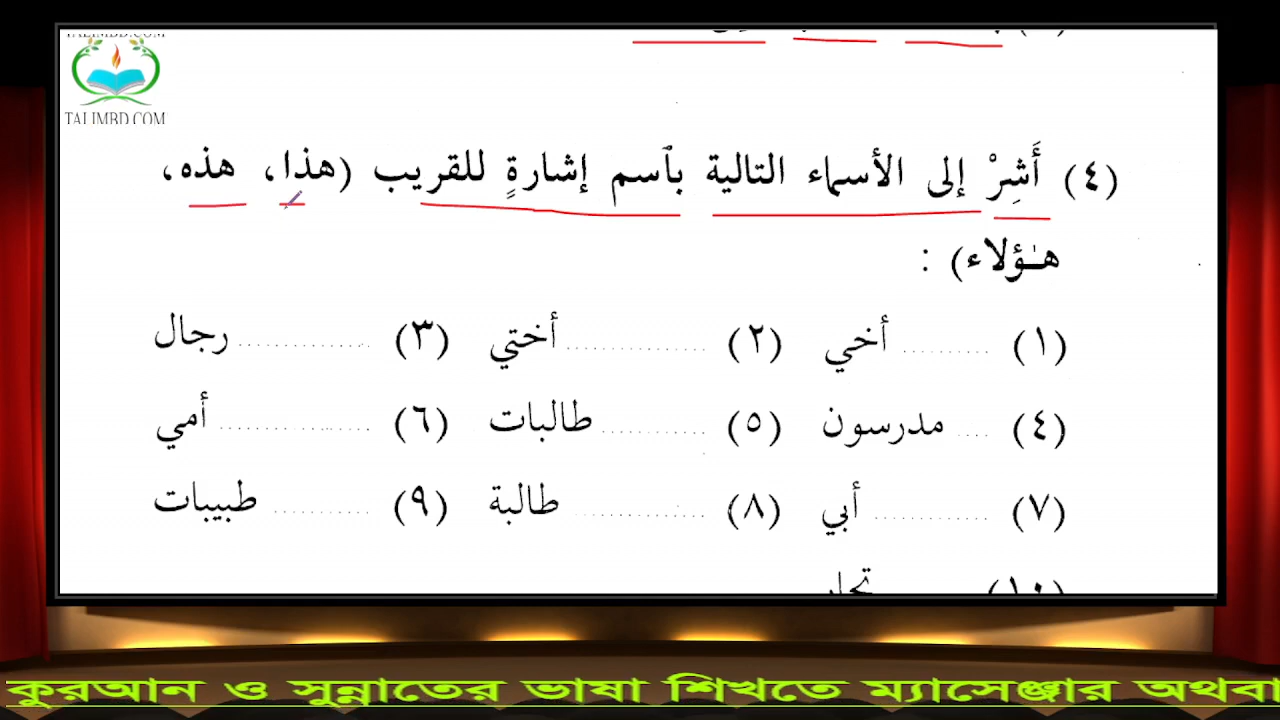 TALIMBD.COM
(٤) أَشِرْ إلى الأسماء التالية بٱسم إشارةٍ للقريب (هذا، هذه،
هـٰؤلاء) :
(١) ........... أخي (٢) .................. أختي (٣) ................. رجال
(٤) .... مدرسون (٥) ............. طالبات (٦) ................... أمي
(٧) ............. أبي (٨) ................ طالبة (٩) ............ طبيبات
কুরআন ও সুন্নাতের ভাষা শিখতে ম্যাসেঞ্জার অথবা